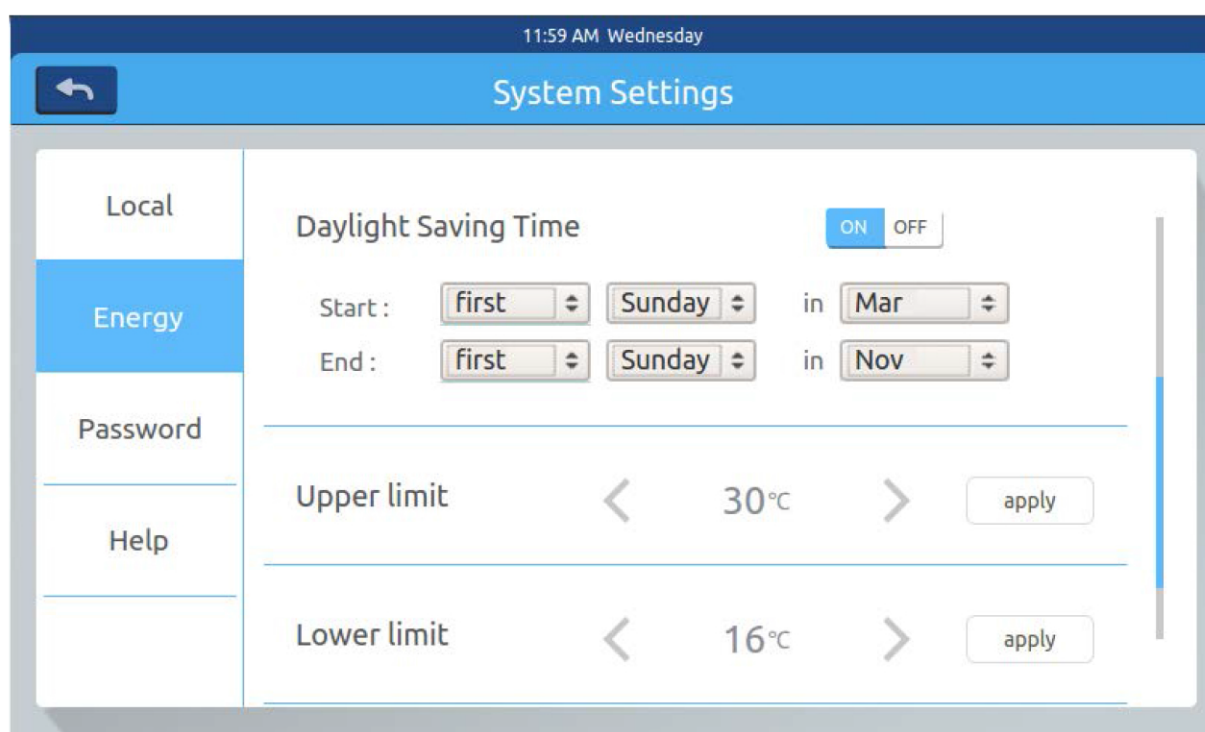 11:59 AM Wednesday
System Settings
Local
Energy
Password
Help
Daylight Saving Time ON OFF
Start : first Sunday in Mar
End : first Sunday in Nov
Upper limit 30°C apply
Lower limit 16°C apply